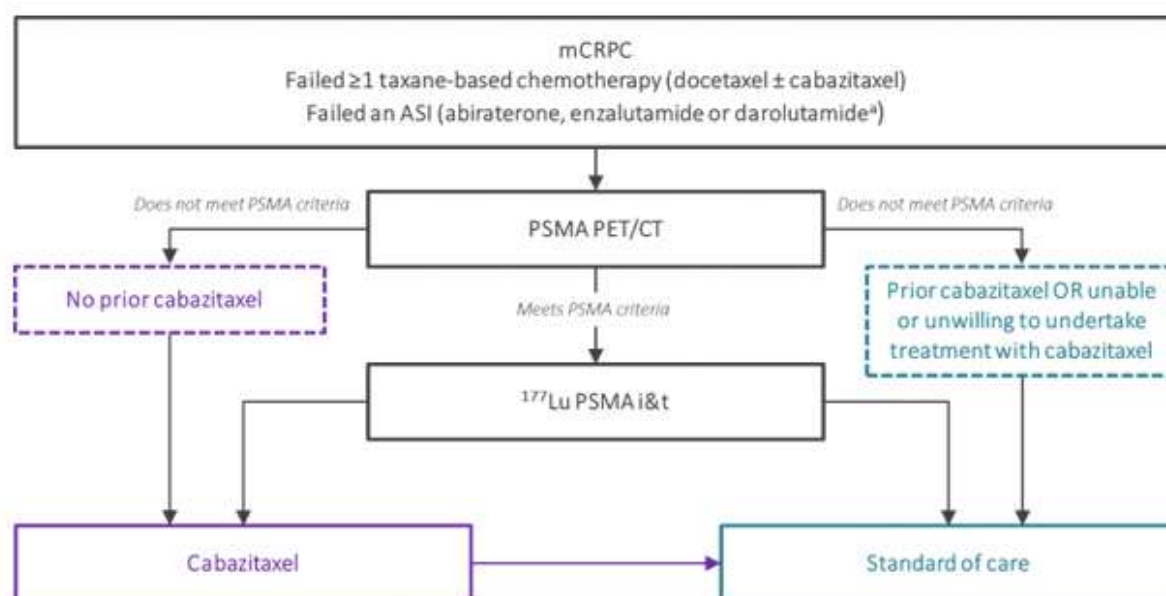 mCRPC
Failed ≥1 taxane-based chemotherapy (docetaxel ± cabazitaxel)
Failed an ASI (abiraterone, enzalutamide or darolutamideᵃ)
Does not meet PSMA criteria
Does not meet PSMA criteria
PSMA PET/CT
No prior cabazitaxel
Prior cabazitaxel OR unable
or unwilling to undertake
treatment with cabazitaxel
Meets PSMA criteria
¹⁷⁷Lu PSMA i&t
Cabazitaxel
Standard of care